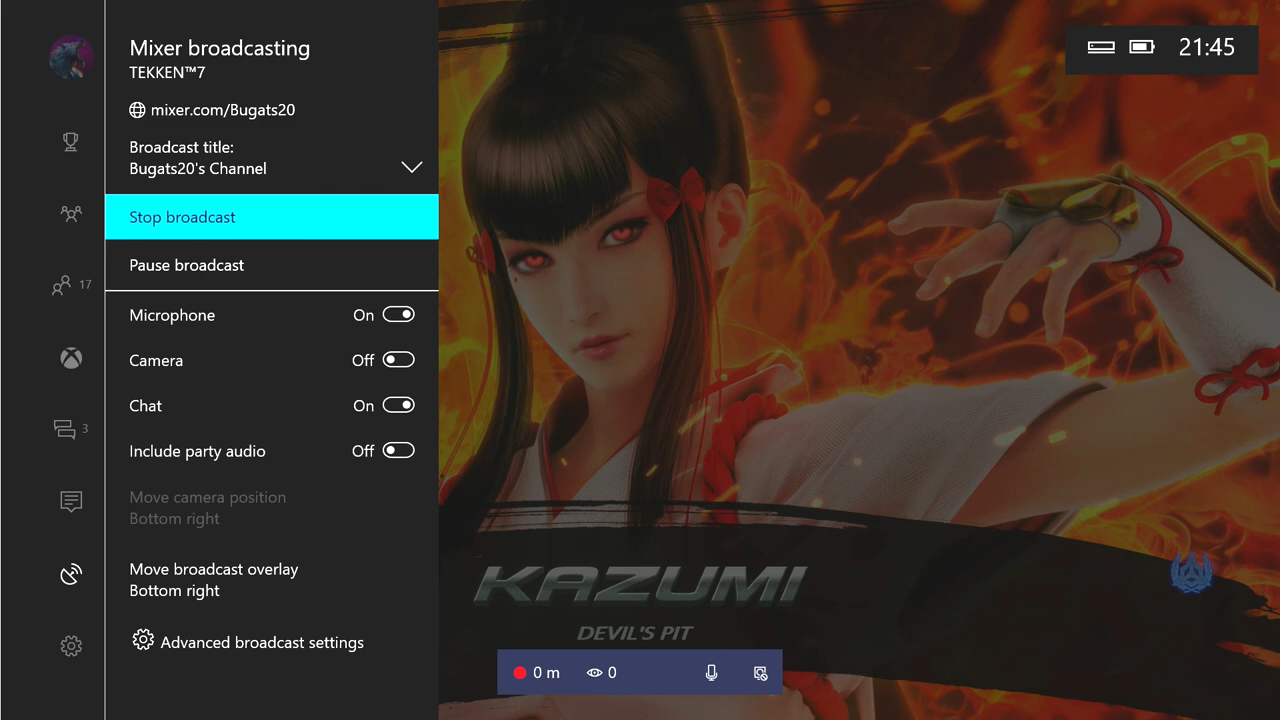 Mixer broadcasting
TEKKEN™7
mixer.com/Bugats20
Broadcast title:
Bugats20's Channel
Stop broadcast
Pause broadcast
Microphone On
Camera Off
Chat On
Include party audio Off
Move camera position
Bottom right
Move broadcast overlay
Bottom right
Advanced broadcast settings
17
3
21:45
KAZUMI
DEVIL'S PIT
0 m 0